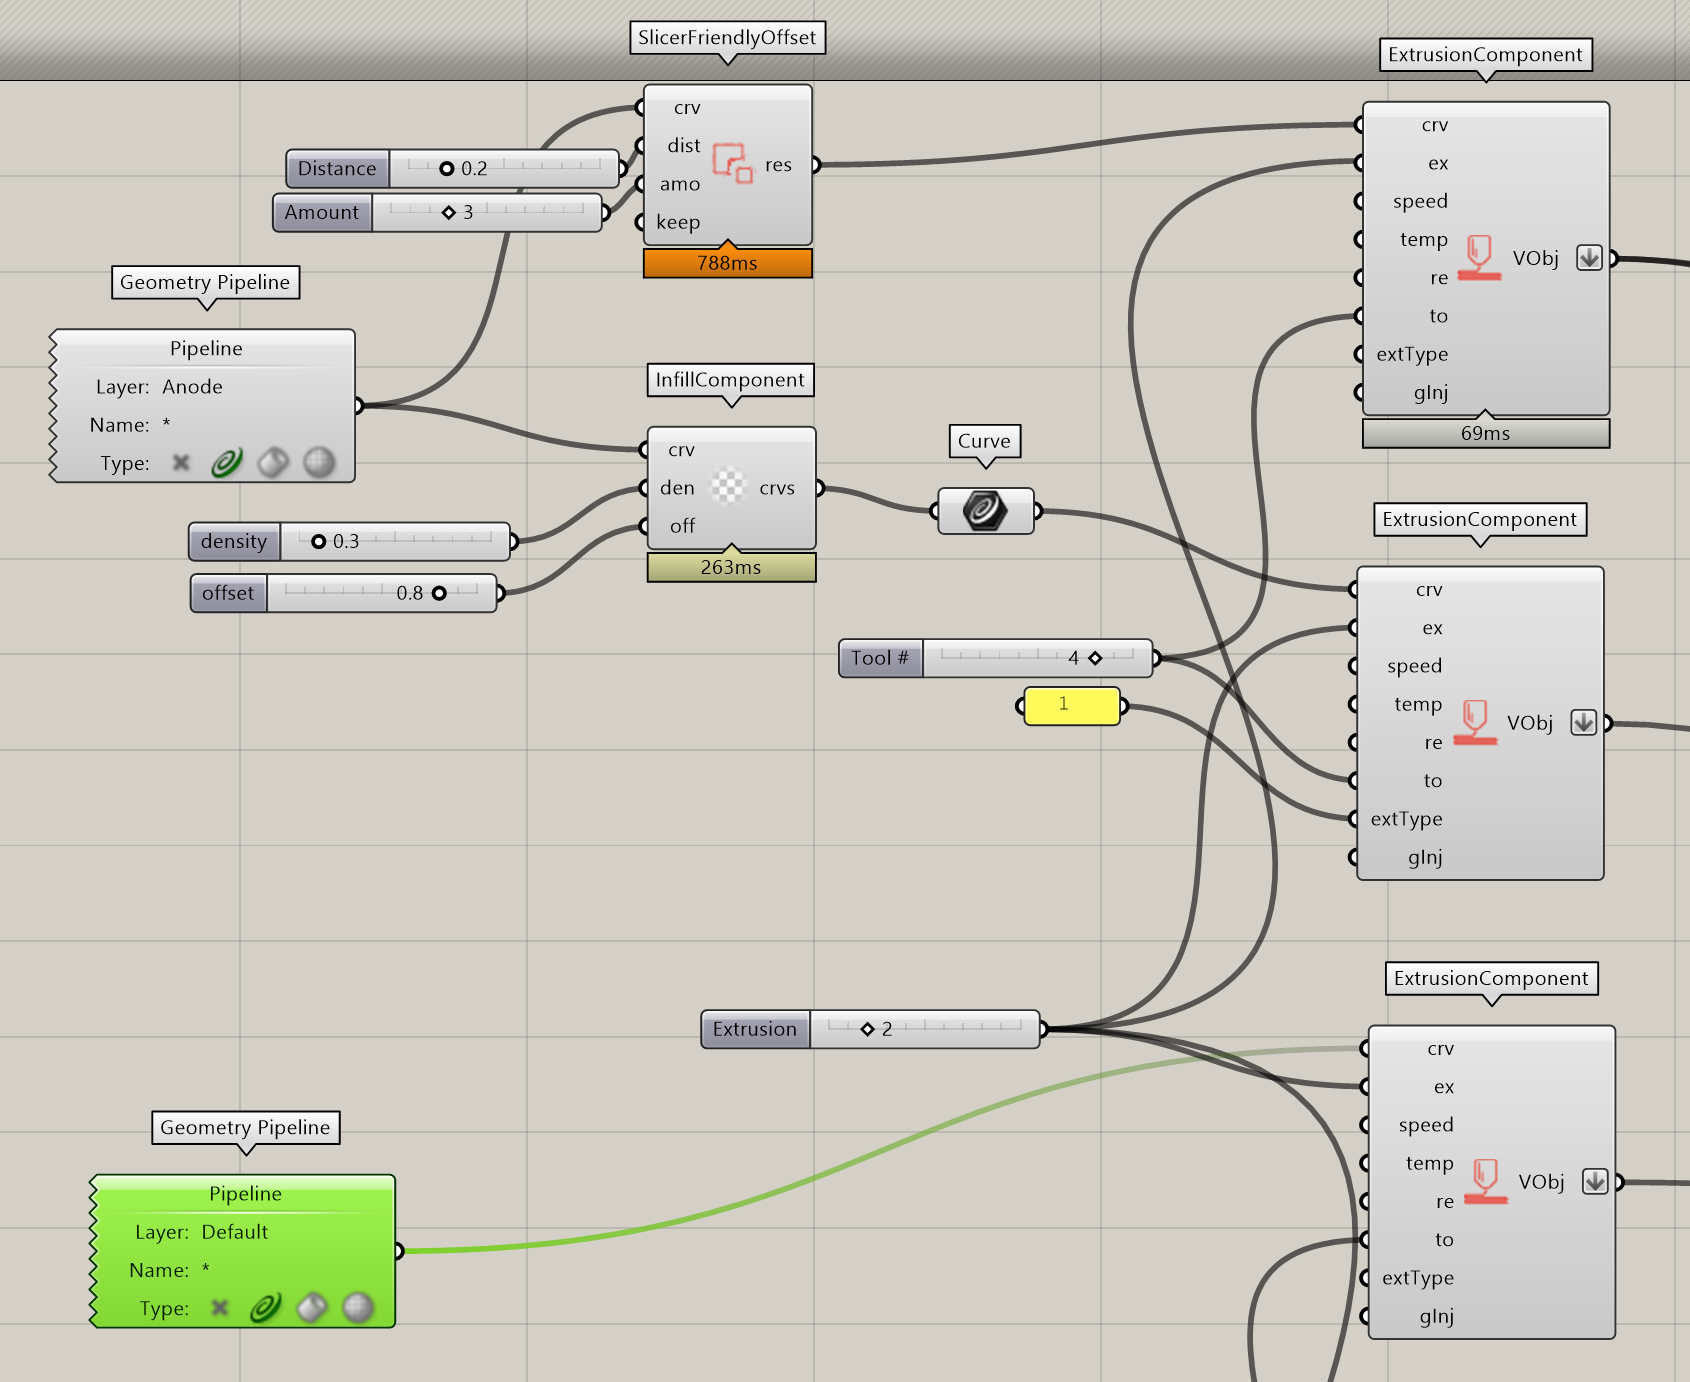 SlicerFriendlyOffset
crv
dist
amo
keep
res
788ms
Distance 0.2
Amount 3
Geometry Pipeline
Pipeline
Layer: Anode
Name: *
Type:
InfillComponent
crv
den
off
crvs
263ms
density 0.3
offset 0.8
Curve
Tool # 4
1
Extrusion 2
Geometry Pipeline
Pipeline
Layer: Default
Name: *
Type:
ExtrusionComponent
crv
ex
speed
temp
re
to
extType
gInj
VObj
69ms
ExtrusionComponent
crv
ex
speed
temp
re
to
extType
gInj
VObj
ExtrusionComponent
crv
ex
speed
temp
re
to
extType
gInj
VObj